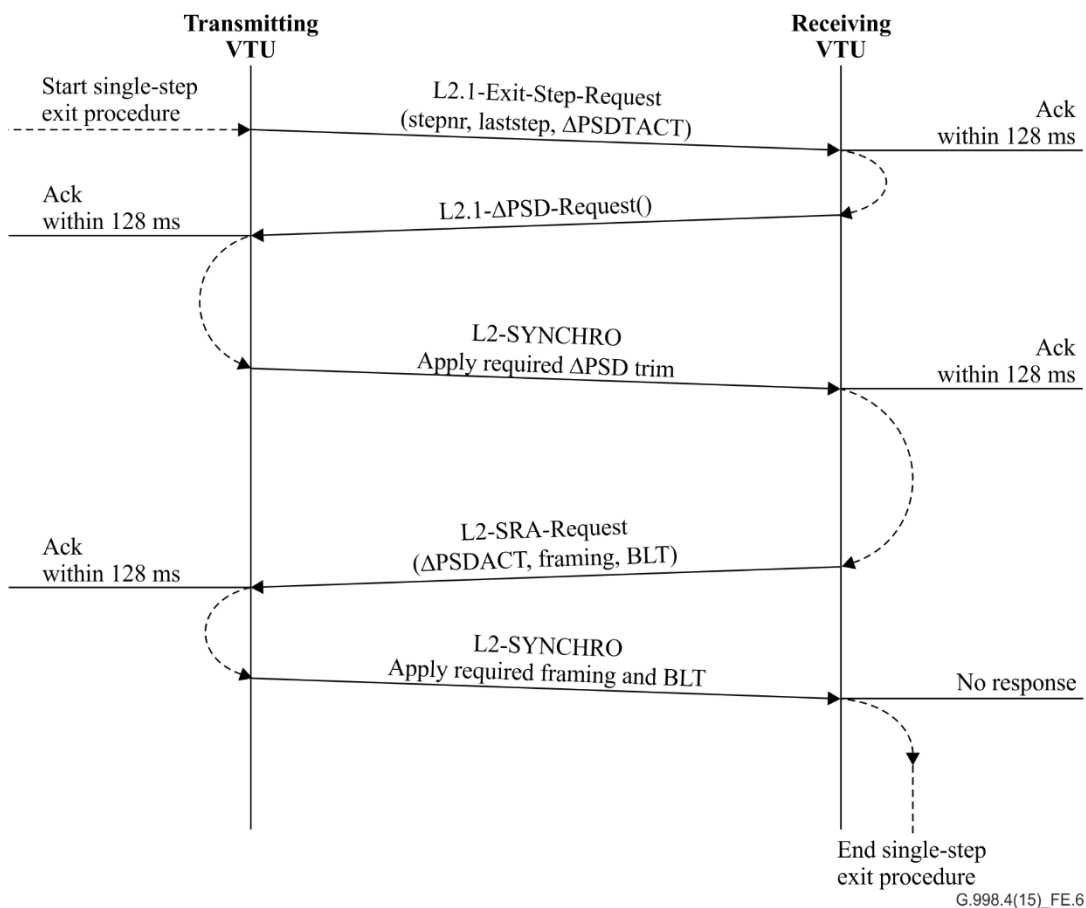 Transmitting
VTU
Receiving
VTU
Start single-step
exit procedure
L2.1-Exit-Step-Request
(stepnr, laststep, ΔPSDTACT)
Ack
within 128 ms
Ack
within 128 ms
L2.1-ΔPSD-Request()
L2-SYNCHRO
Apply required ΔPSD trim
Ack
within 128 ms
Ack
within 128 ms
L2-SRA-Request
(ΔPSDACT, framing, BLT)
L2-SYNCHRO
Apply required framing and BLT
No response
End single-step
exit procedure
G.998.4(15)_FE.6